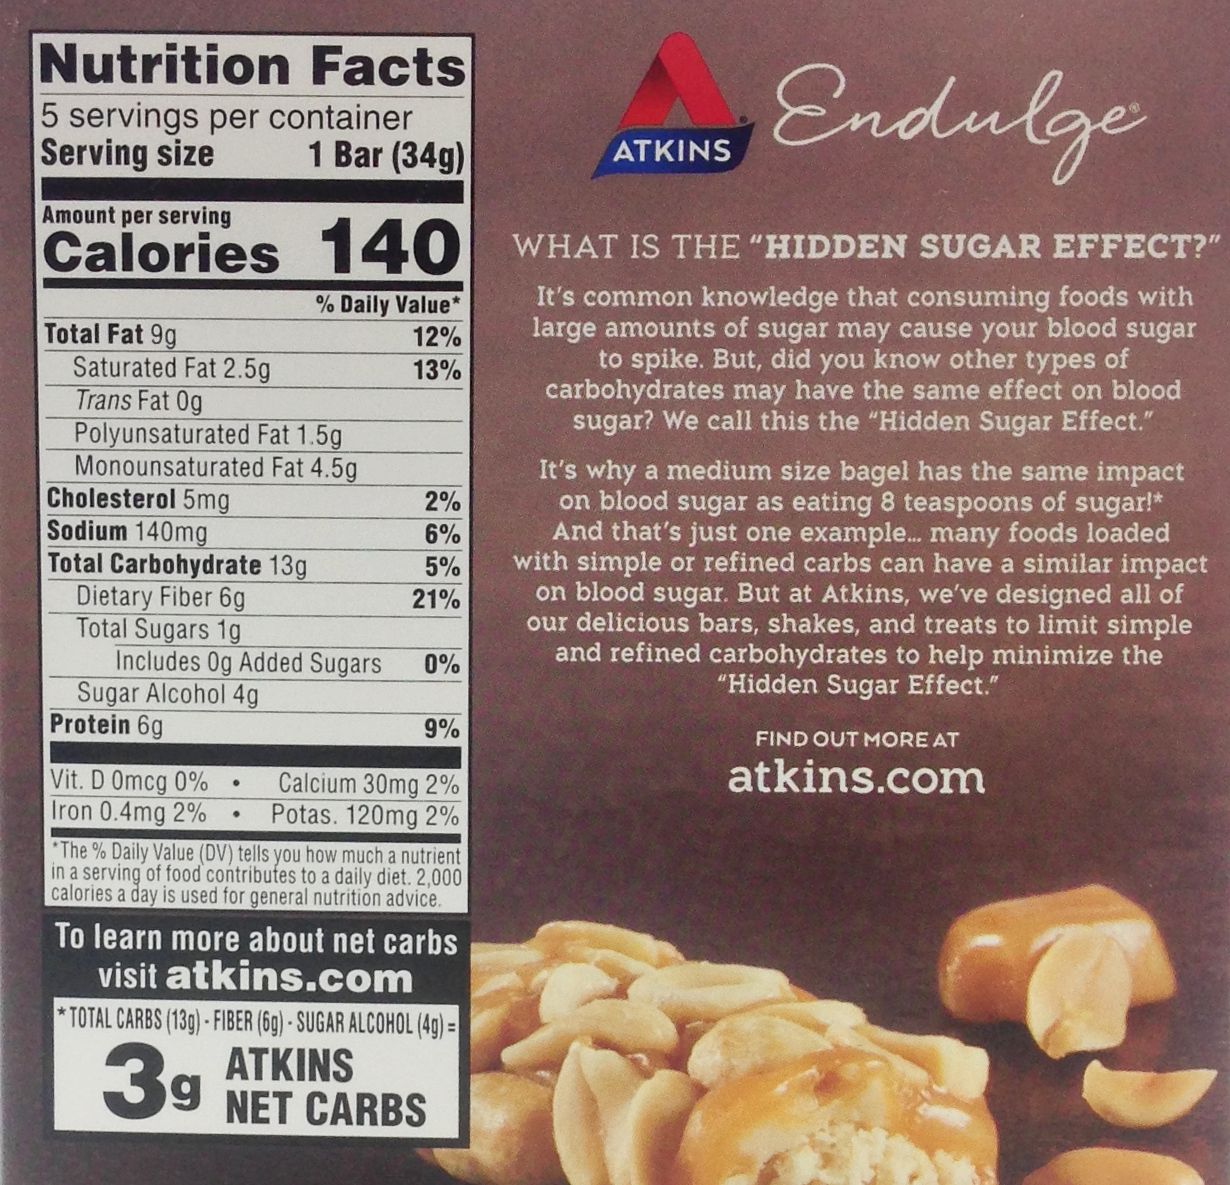 Nutrition Facts
5 servings per container
Serving size 1 Bar (34g)
Amount per serving
Calories 140
% Daily Value*
Total Fat 9g 12%
Saturated Fat 2.5g 13%
Trans Fat 0g
Polyunsaturated Fat 1.5g
Monounsaturated Fat 4.5g
Cholesterol 5mg 2%
Sodium 140mg 6%
Total Carbohydrate 13g 5%
Dietary Fiber 6g 21%
Total Sugars 1g
Includes 0g Added Sugars 0%
Sugar Alcohol 4g
Protein 6g 9%
Vit. D 0mcg 0% • Calcium 30mg 2%
Iron 0.4mg 2% • Potas. 120mg 2%
*The % Daily Value (DV) tells you how much a nutrient
in a serving of food contributes to a daily diet. 2,000
calories a day is used for general nutrition advice.
To learn more about net carbs
visit atkins.com
*TOTAL CARBS (13g) - FIBER (6g) - SUGAR ALCOHOL (4g) =
3g ATKINS
NET CARBS
ATKINS®
Endulge®
WHAT IS THE "HIDDEN SUGAR EFFECT?"
It's common knowledge that consuming foods with
large amounts of sugar may cause your blood sugar
to spike. But, did you know other types of
carbohydrates may have the same effect on blood
sugar? We call this the "Hidden Sugar Effect."
It's why a medium size bagel has the same impact
on blood sugar as eating 8 teaspoons of sugar!*
And that's just one example... many foods loaded
with simple or refined carbs can have a similar impact
on blood sugar. But at Atkins, we've designed all of
our delicious bars, shakes, and treats to limit simple
and refined carbohydrates to help minimize the
"Hidden Sugar Effect."
FIND OUT MORE AT
atkins.com